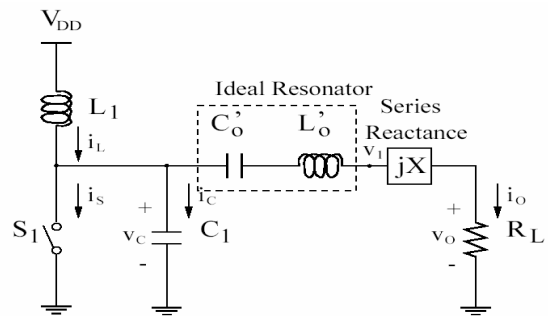 V_DD
Ideal Resonator
Series
Reactance
L_1
C_o'
L_o'
v_1
jX
i_L
i_S
i_C
i_O
S_1
+
v_C
-
C_1
+
v_O
-
R_L